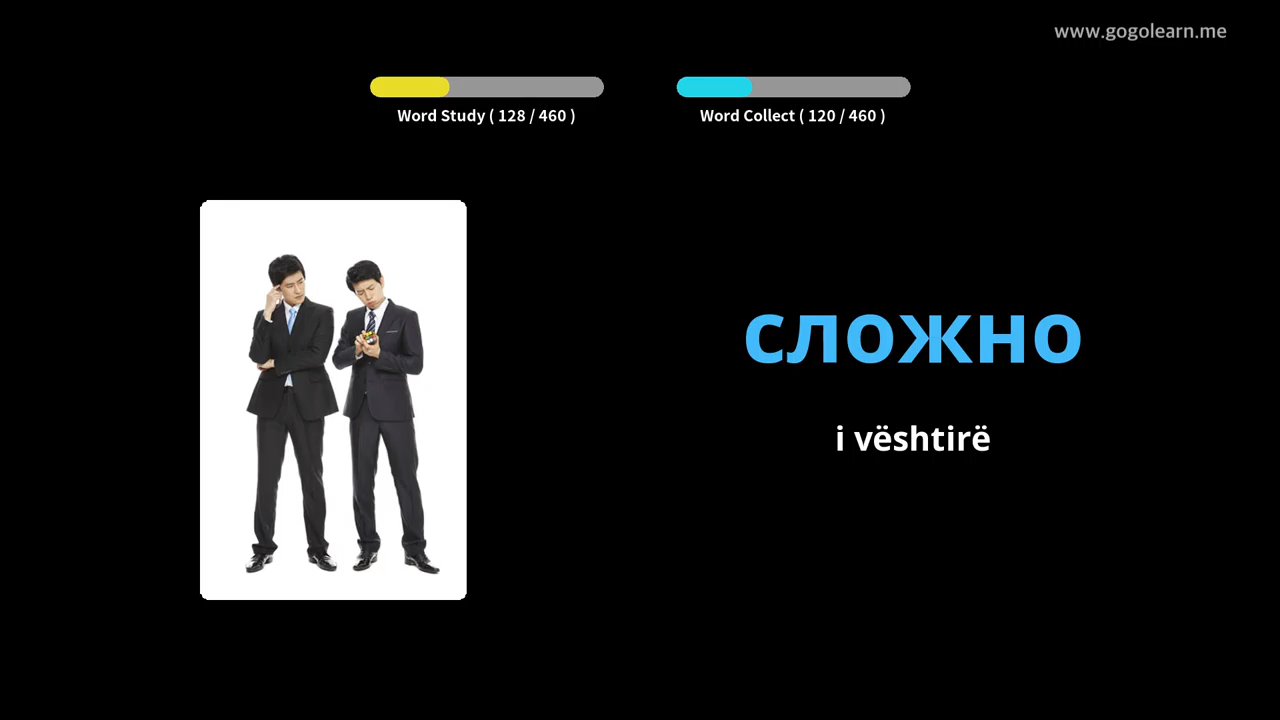 www.gogolearn.me
Word Study ( 128 / 460 )
Word Collect ( 120 / 460 )
сложно
i vështirë